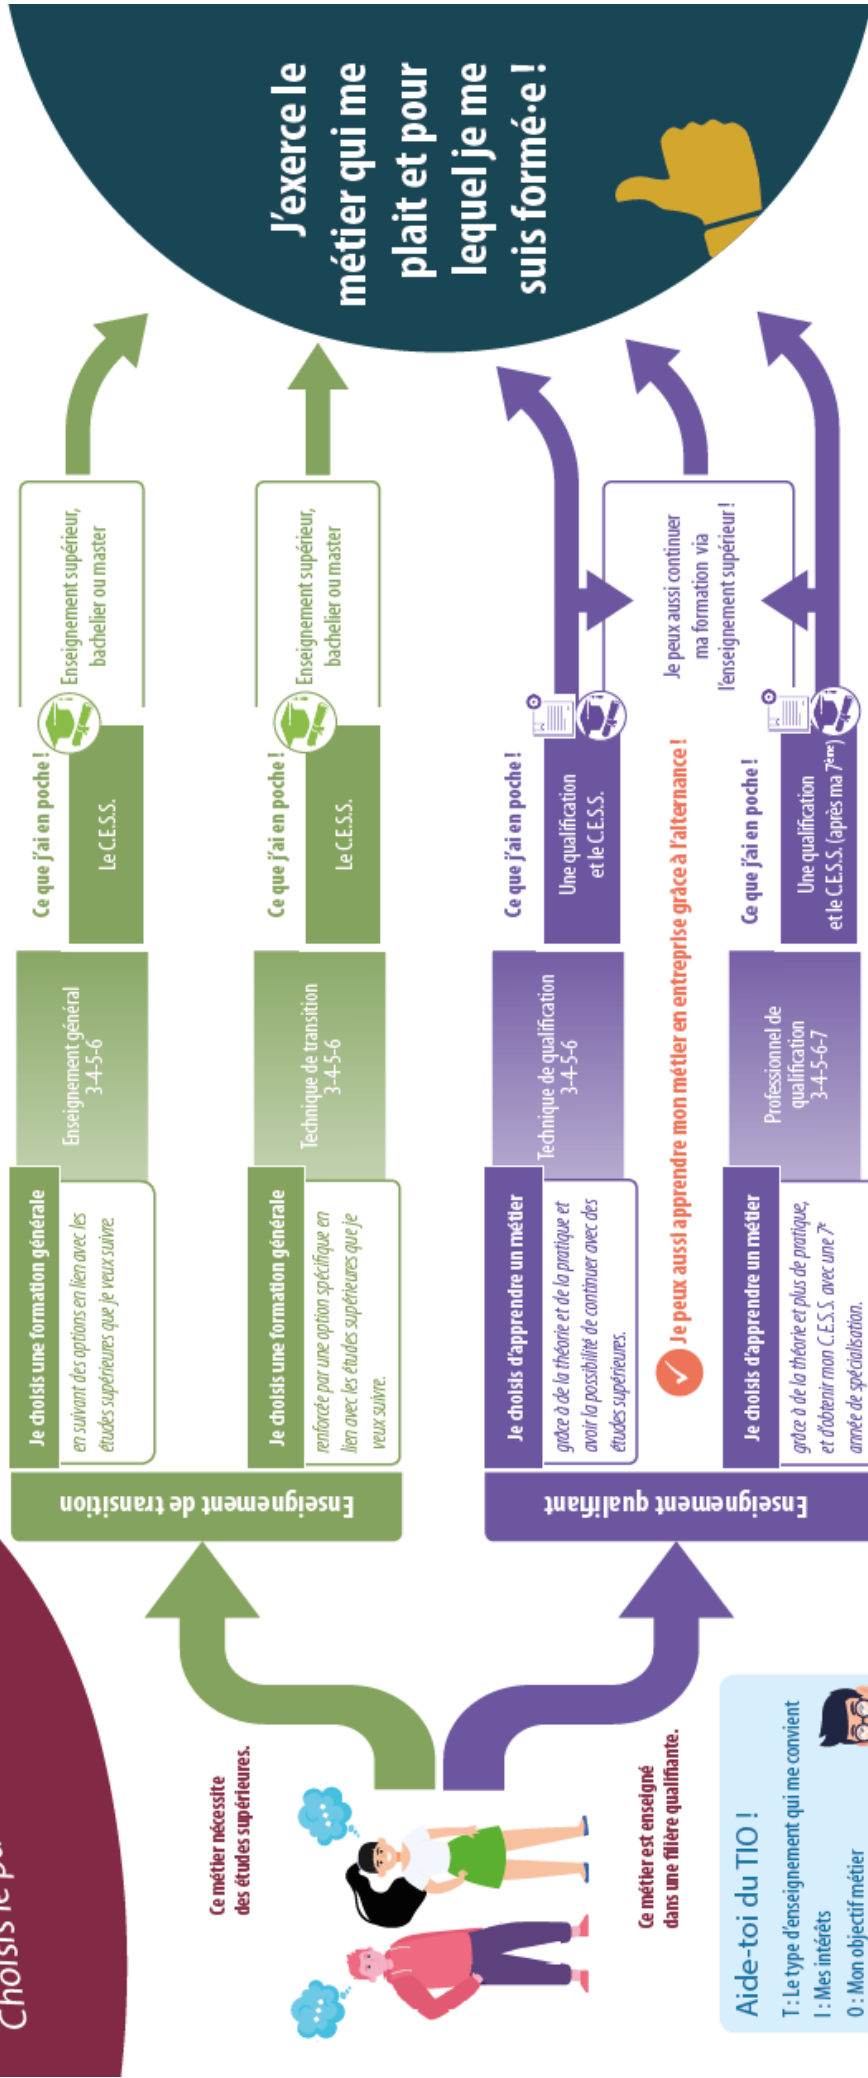 Choisis le
Ce métier nécessite
des études supérieures.
Ce métier est enseigné
dans une filière qualifiante.
Aide-toi du TIO !
T : Le type d'enseignement qui me convient
I : Mes intérêts
O : Mon objectif métier
Enseignement de transition
Je choisis une formation générale
en suivant des options en lien avec les
études supérieures que je veux suivre.
Enseignement général
3-4-5-6
Ce que j'ai en poche !
Le C.E.S.S.
Enseignement supérieur,
bachelier ou master
Je choisis une formation générale
renforcée par une option spécifique en
lien avec les études supérieures que je
veux suivre.
Technique de transition
3-4-5-6
Ce que j'ai en poche !
Le C.E.S.S.
Enseignement supérieur,
bachelier ou master
Enseignement qualifiant
Je choisis d'apprendre un métier
grâce à de la théorie et de la pratique et
avoir la possibilité de continuer avec des
études supérieures.
Technique de qualification
3-4-5-6
Ce que j'ai en poche !
Une qualification
et le C.E.S.S.
Je peux aussi apprendre mon métier en entreprise grâce à l'alternance !
Je peux aussi continuer
ma formation via
l'enseignement supérieur !
Je choisis d'apprendre un métier
grâce à de la théorie et plus de pratique,
et d'obtenir mon C.E.S.S. avec une 7e
année de spécialisation.
Professionnel de
qualification
3-4-5-6-7
Ce que j'ai en poche !
Une qualification
et le C.E.S.S. (après ma 7ème)
J'exerce le
métier qui me
plait et pour
lequel je me
suis formé·e !